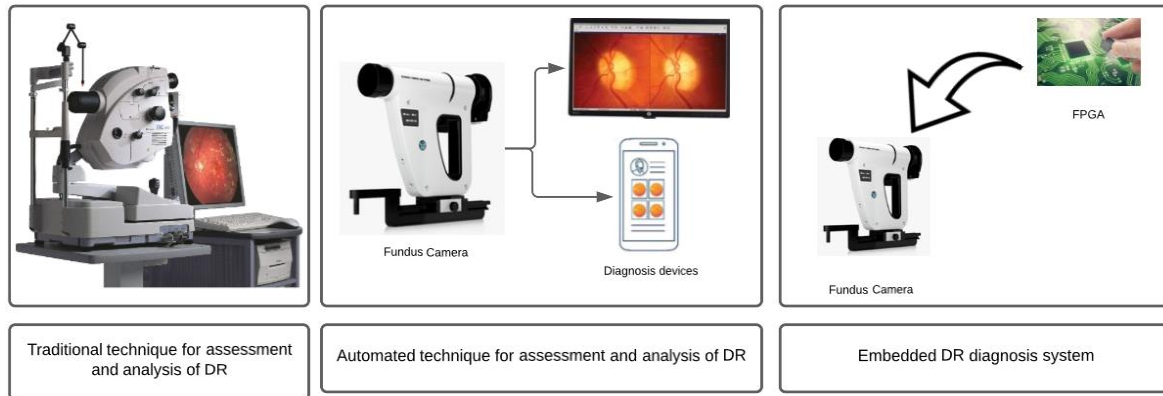 FPGA
Fundus Camera
Diagnosis devices
Fundus Camera
Traditional technique for assessment
and analysis of DR
Automated technique for assessment and analysis of DR
Embedded DR diagnosis system